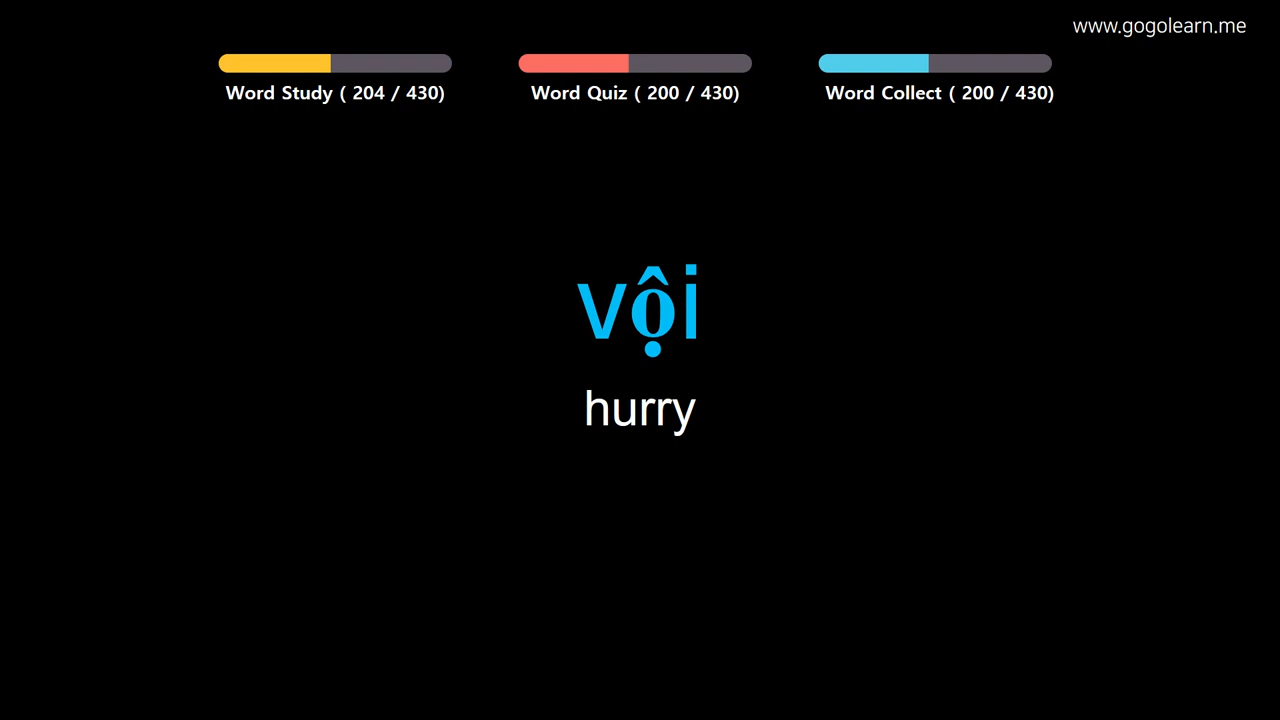 www.gogolearn.me
Word Study ( 204 / 430)
Word Quiz ( 200 / 430)
Word Collect ( 200 / 430)
vội
hurry